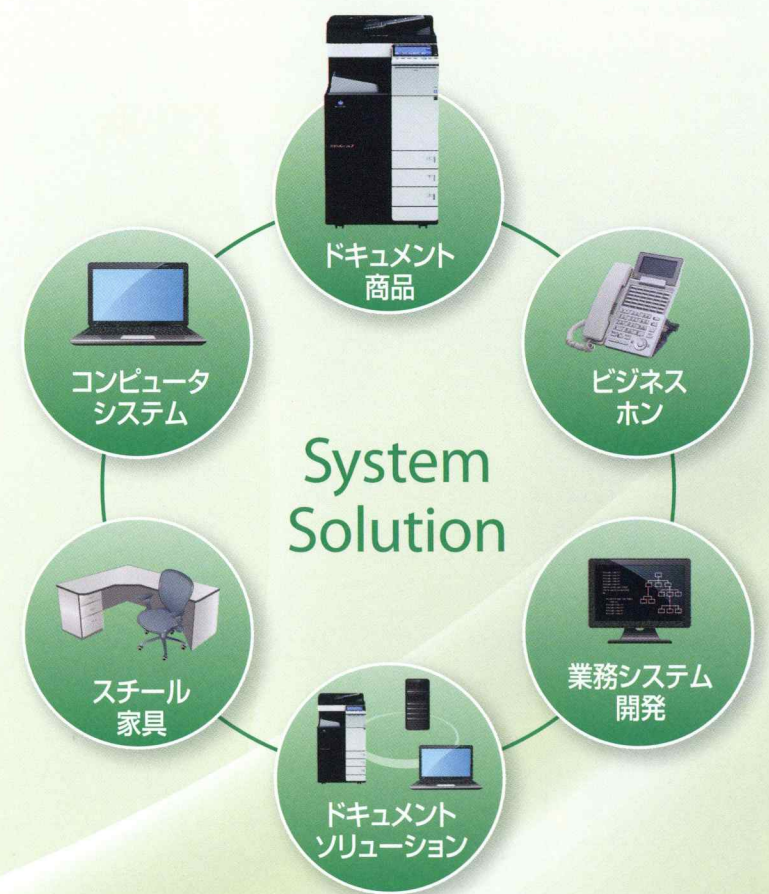 ドキュメント
商品
コンピュータ
システム
ビジネス
ホン
System
Solution
スチール
家具
業務システム
開発
ドキュメント
ソリューション